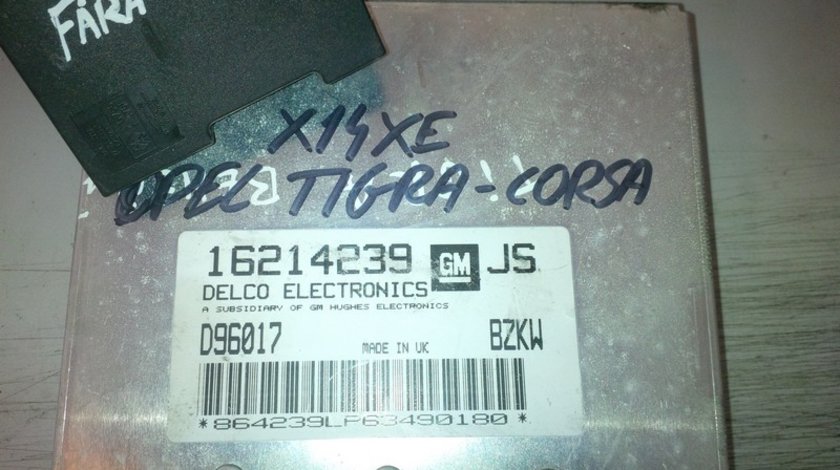 FĂRĂ
X14XE
OPEL TIGRA-CORSA
16214239 GM JS
DELCO ELECTRONICS
A SUBSIDIARY OF GM HUGHES ELECTRONICS
D96017 MADE IN UK BZKW
*864239LP63490180*